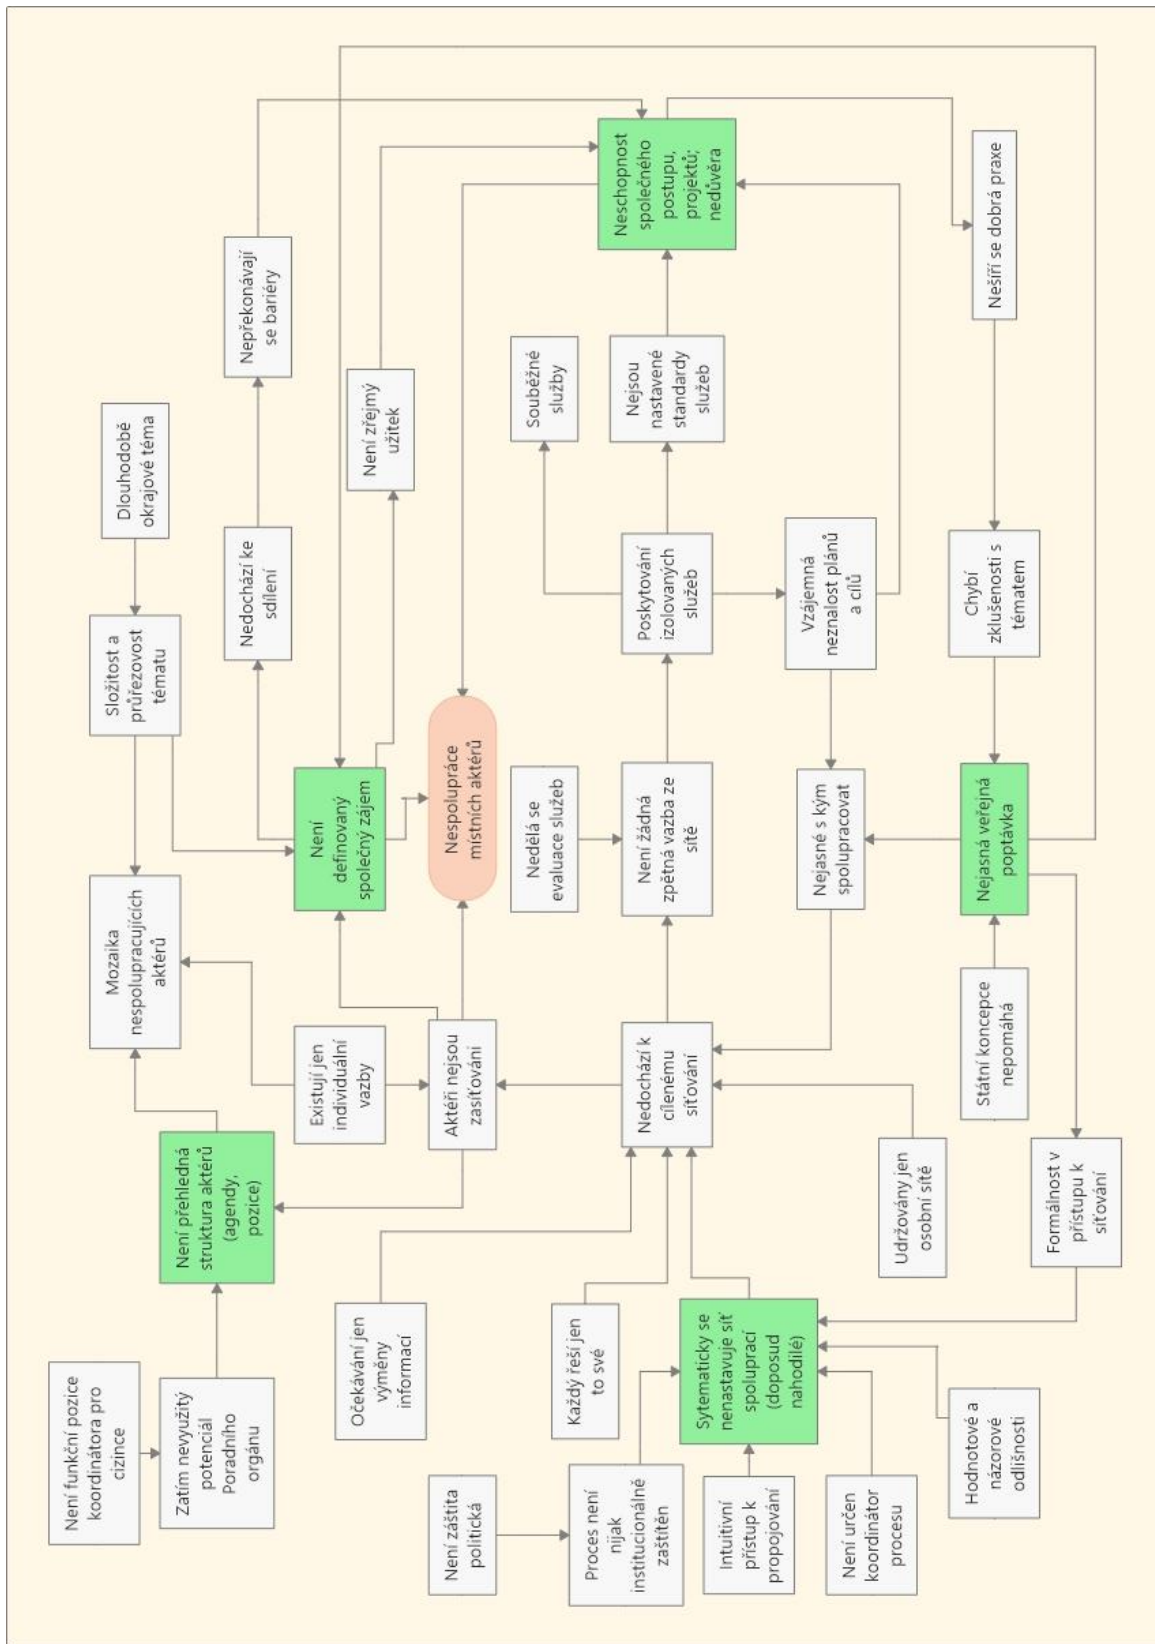 Není funkční pozice
koordinátora pro
cizince
Zatím nevyužitý
potenciál
Poradního
orgánu
Není přehledná
struktura aktérů
(agendy,
pozice)
Mozaika
nespolupracujících
aktérů
Složitost a
průřezovost
tématu
Dlouhodobě
okrajové téma
Existují jen
individuální
vazby
Není
definovaný
společný zájem
Nedochází ke
sdílení
Nepřekonávají
se bariéry
Očekávání jen
výměny
informací
Aktéři nejsou
zasíťováni
Nespolupráce
místních aktérů
Není zřejmý
užitek
Není záštita
politická
Každý řeší jen
to své
Nedělá se
evaluace služeb
Souběžné
služby
Proces není
nijak
institucionálně
zaštítěn
Sytematicky se
nenastavuje síť
spoluprací
(doposud
nahodilé)
Nedochází k
cílenému
síťování
Není žádná
zpětná vazba ze
sítě
Poskytování
izolovaných
služeb
Nejsou
nastavené
standardy
služeb
Neschopnost
společného
postupu,
projektů;
nedůvěra
Intuitivní
přístup k
propojování
Není určen
koordinátor
procesu
Udržovány jen
osobní sítě
Nejasné s kým
spolupracovat
Vzájemná
neznalost plánů
a cílů
Hodnotové a
názorové
odlišnosti
Formálnost v
přístupu k
síťování
Státní koncepce
nepomáhá
Nejasná veřejná
poptávka
Chybí
zklušenosti s
tématem
Nešíří se dobrá praxe